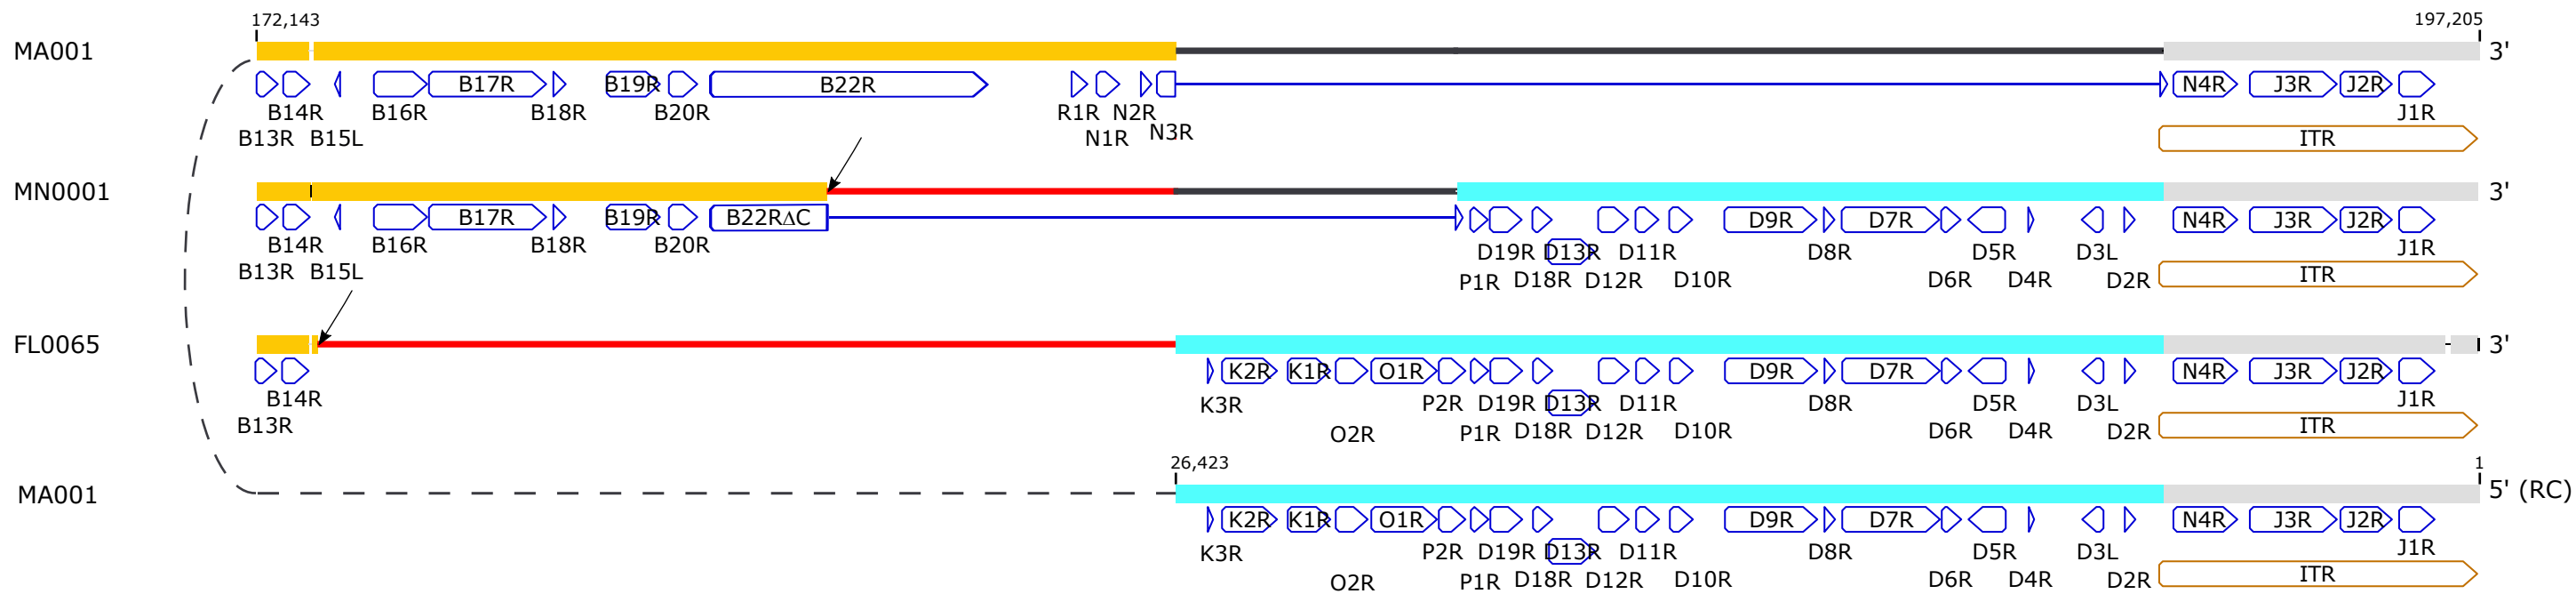 172,143 197,205
MA001 3'
B19R B17R B22R N4R J3R J2R
B14R B16R B18R B20R R1R N2R J1R
B13R B15L N1R N3R
ITR
MN0001 3'
B17R B19R B22RΔC D9R D7R N4R J3R J2R
B14R B16R B18R B20R D19R D13R D11R D8R D5R D3L J1R
B13R B15L P1R D18R D12R D10R D6R D4R D2R
ITR
FL0065 3'
K2R K1R O1R D9R D7R N4R J3R J2R
B14R K3R P2R D19R D13R D11R D8R D5R D3L J1R
B13R O2R P1R D18R D12R D10R D6R D4R D2R
ITR
26,423 1
MA001 5' (RC)
K2R K1R O1R D9R D7R N4R J3R J2R
K3R P2R D19R D13R D11R D8R D5R D3L J1R
O2R P1R D18R D12R D10R D6R D4R D2R
ITR